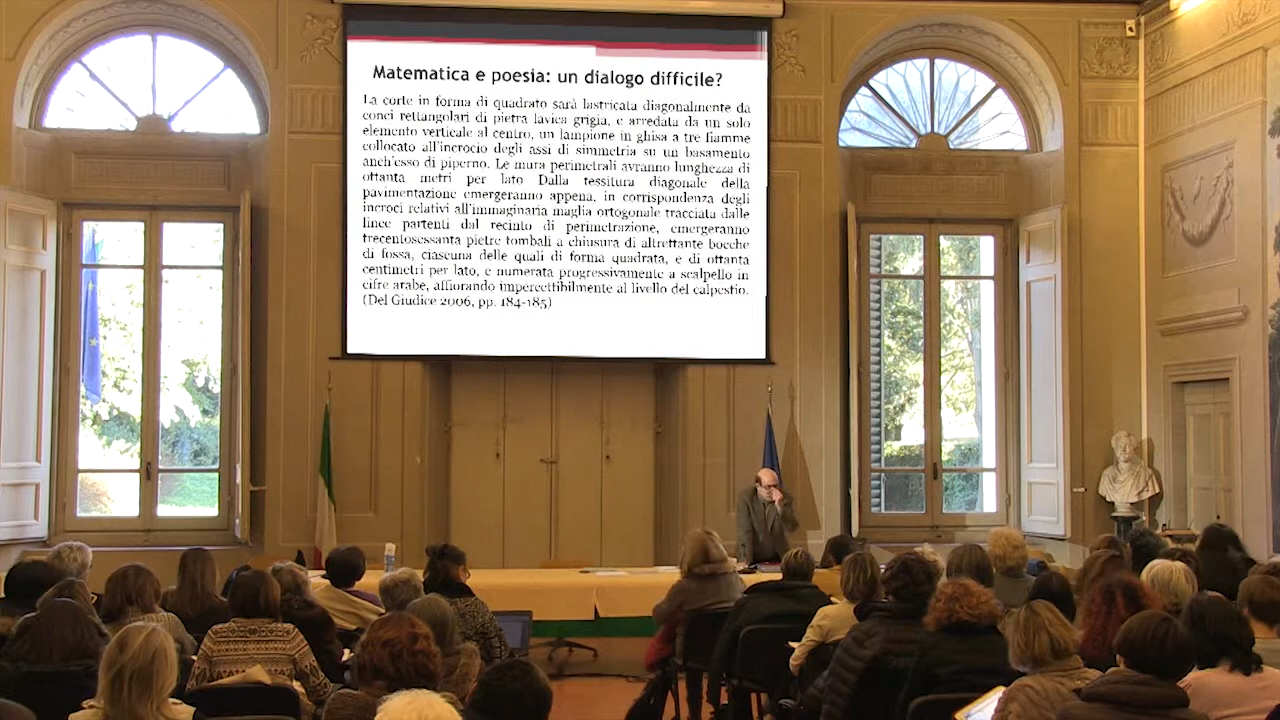 Matematica e poesia: un dialogo difficile?
La corte in forma di quadrato sarà lastricata diagonalmente da
conci rettangolari di pietra lavica grigia, e arredata da un solo
elemento verticale al centro, un lampione in ghisa a tre fiamme
collocato all'incrocio degli assi di simmetria su un basamento
anch'esso di piperno. Le mura perimetrali avranno lunghezza di
ottanta metri per lato Dalla tessitura diagonale della
pavimentazione emergeranno appena, in corrispondenza degli
incroci relativi all'immaginaria maglia ortogonale tracciata dalle
linee partenti dal recinto di perimetrazione, emergeranno
trecentosessanta pietre tombali a chiusura di altrettante bocche
di fossa, ciascuna delle quali di forma quadrata, e di ottanta
centimetri per lato, e numerata progressivamente a scalpello in
cifre arabe, affiorando impercettibilmente al livello del calpestio.
(Del Giudice 2006, pp. 184-185)